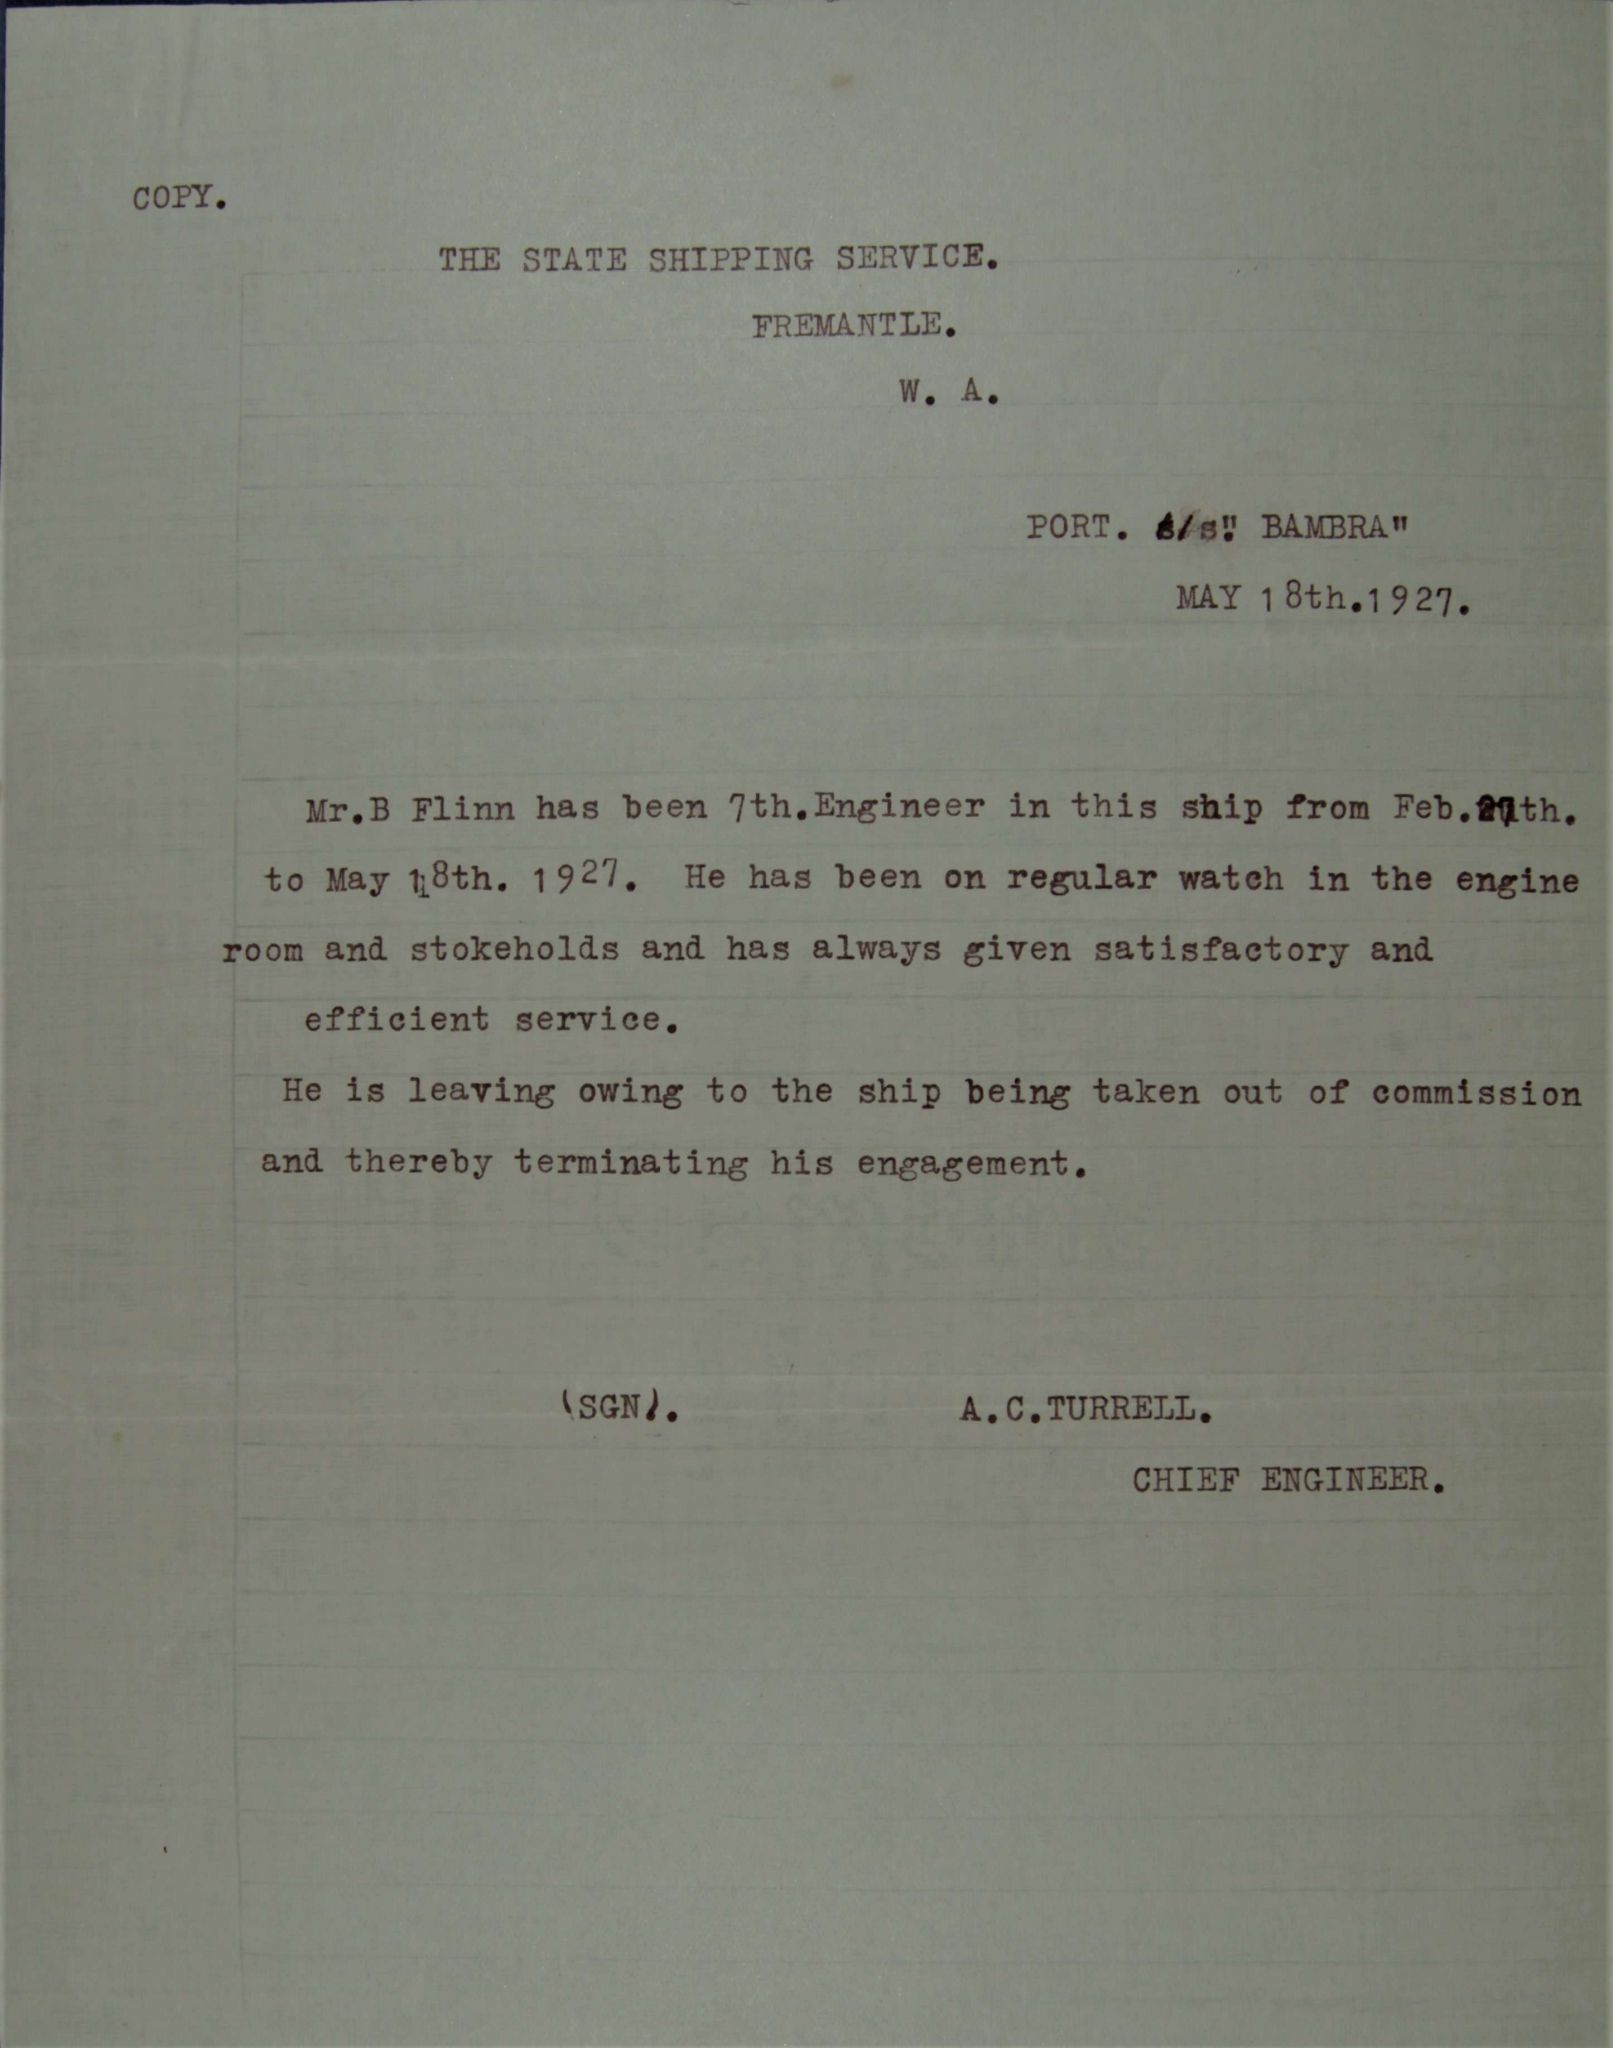 COPY.
THE STATE SHIPPING SERVICE.
FREMANTLE.
W. A.
PORT. s/s". BAMBRA"
MAY 18th.1927.
Mr.B Flinn has been 7th.Engineer in this ship from Feb.
to May 18th. 1927. He has been on regular watch in the engine
room and stokeholds and has always given satisfactory and
efficient service.
He is leaving owing to the ship being taken out of commission
and thereby terminating his engagement.
(SGN). A.C.TURRELL.
CHIEF ENGINEER.